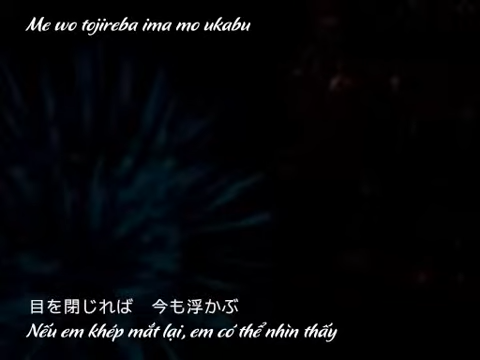 Me wo tojireba ima mo ukabu
目を閉じれば　今も浮かぶ
Nếu em khép mắt lại, em có thể nhìn thấy